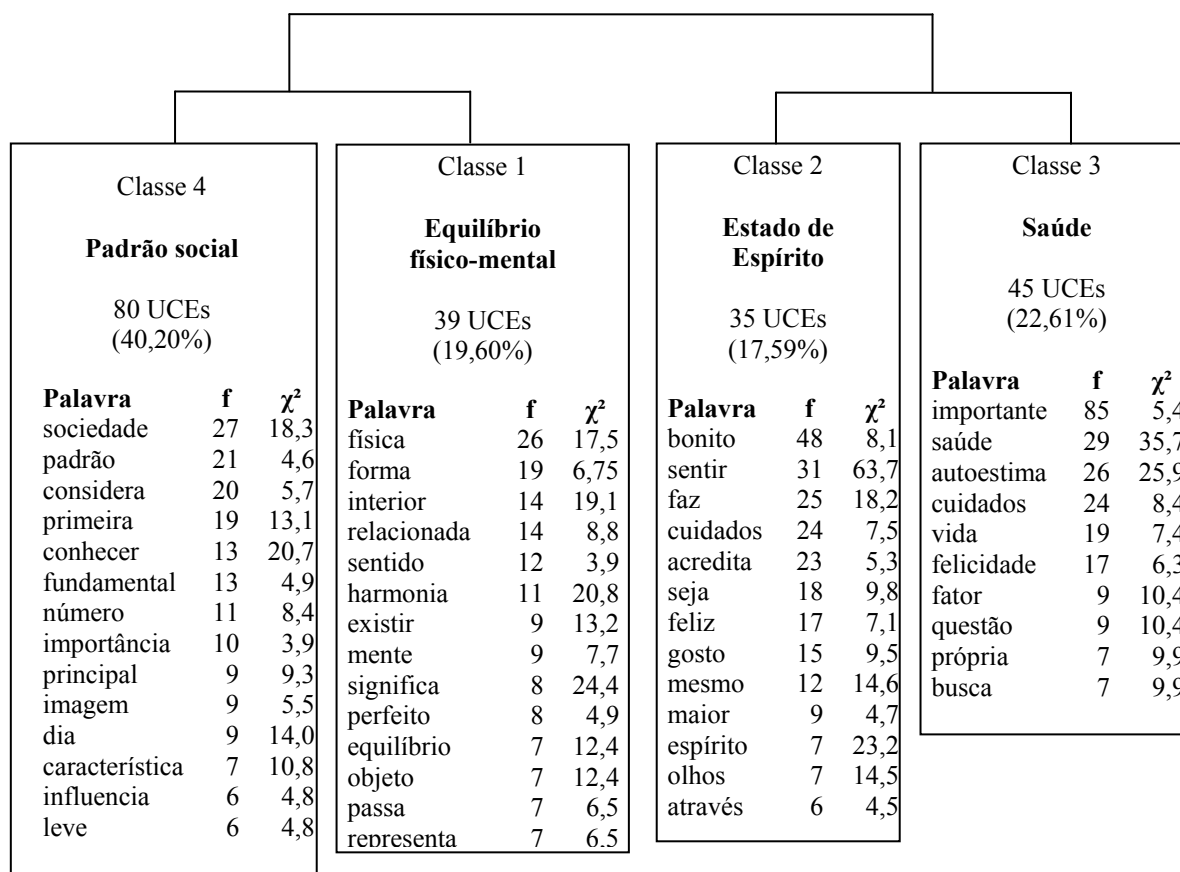 Classe 4
Padrão social
80 UCEs
(40,20%)
Palavra f χ²
sociedade 27 18,3
padrão 21 4,6
considera 20 5,7
primeira 19 13,1
conhecer 13 20,7
fundamental 13 4,9
número 11 8,4
importância 10 3,9
principal 9 9,3
imagem 9 5,5
dia 9 14,0
característica 7 10,8
influencia 6 4,8
leve 6 4,8
Classe 1
Equilíbrio
físico-mental
39 UCEs
(19,60%)
Palavra f χ²
física 26 17,5
forma 19 6,75
interior 14 19,1
relacionada 14 8,8
sentido 12 3,9
harmonia 11 20,8
existir 9 13,2
mente 9 7,7
significa 8 24,4
perfeito 8 4,9
equilíbrio 7 12,4
objeto 7 12,4
passa 7 6,5
representa 7 6,5
Classe 2
Estado de
Espírito
35 UCEs
(17,59%)
Palavra f χ²
bonito 48 8,1
sentir 31 63,7
faz 25 18,2
cuidados 24 7,5
acredita 23 5,3
seja 18 9,8
feliz 17 7,1
gosto 15 9,5
mesmo 12 14,6
maior 9 4,7
espírito 7 23,2
olhos 7 14,5
através 6 4,5
Classe 3
Saúde
45 UCEs
(22,61%)
Palavra f χ²
importante 85 5,4
saúde 29 35,7
autoestima 26 25,9
cuidados 24 8,4
vida 19 7,4
felicidade 17 6,3
fator 9 10,4
questão 9 10,4
própria 7 9,9
busca 7 9,9